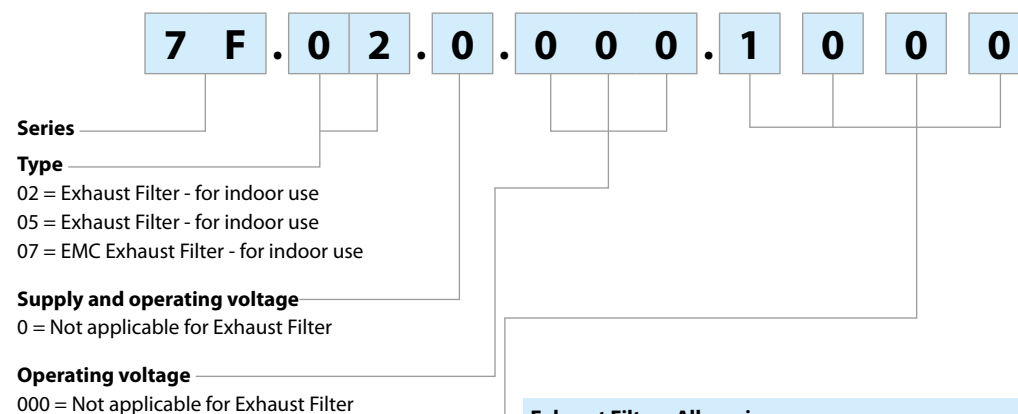 7 F . 0 2 . 0 . 0 0 0 . 1 0 0 0
Series
Type
02 = Exhaust Filter - for indoor use
05 = Exhaust Filter - for indoor use
07 = EMC Exhaust Filter - for indoor use
Supply and operating voltage
0 = Not applicable for Exhaust Filter
Operating voltage
000 = Not applicable for Exhaust Filter